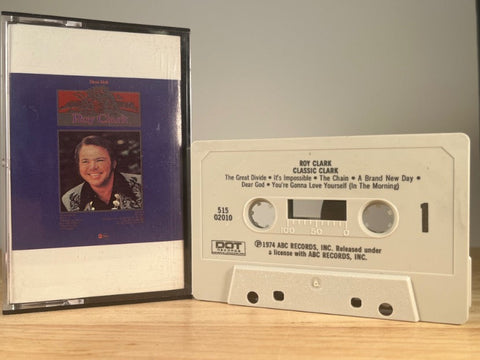 Roy Clark
ROY CLARK
CLASSIC CLARK
The Great Divide • It's Impossible • The Chain • A Brand New Day •
Dear God • You're Gonna Love Yourself (In The Morning)
515
02010
1
100 50 0
DOT
RECORDS
℗1974 ABC RECORDS, INC. Released under
a license with ABC RECORDS, INC.